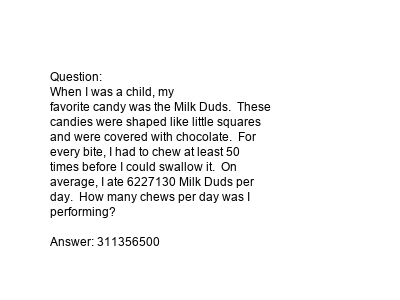 Question:
When I was a child, my
favorite candy was the Milk Duds.  These
candies were shaped like little squares
and were covered with chocolate.  For
every bite, I had to chew at least 50
times before I could swallow it.  On
average, I ate 6227130 Milk Duds per
day.  How many chews per day was I
performing?

Answer: 311356500